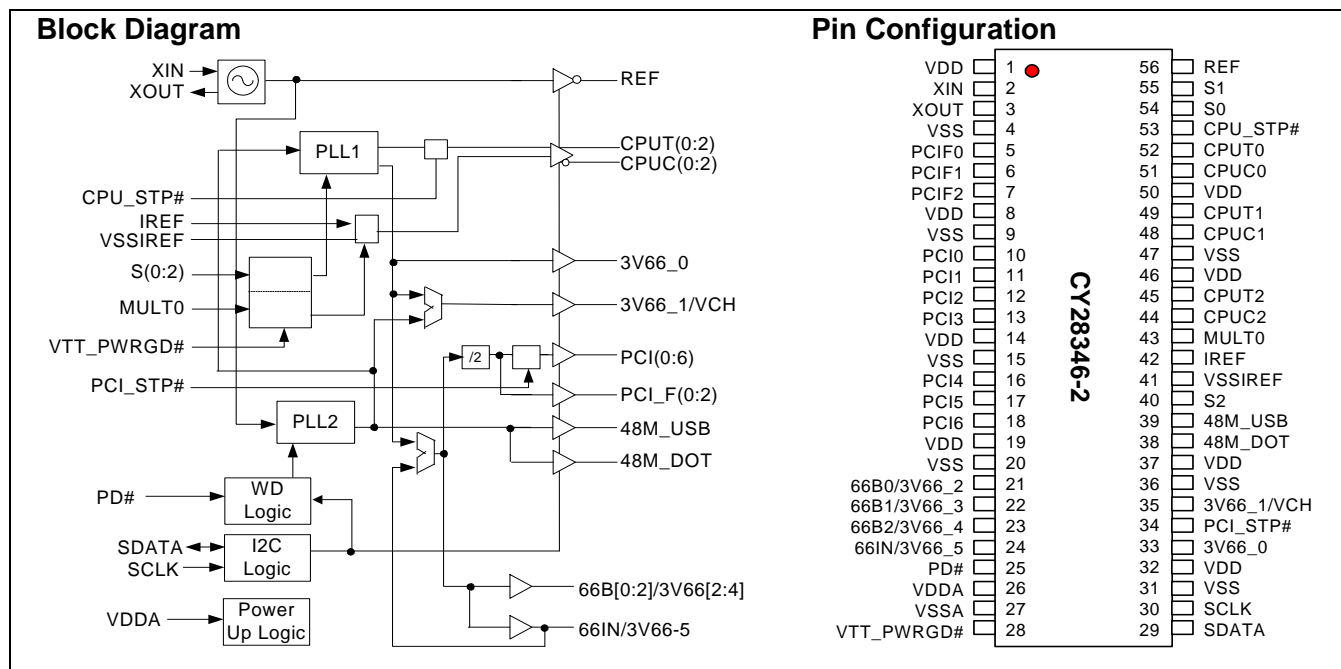 Block Diagram
XIN
XOUT
REF
PLL1
CPUT(0:2)
CPUC(0:2)
CPU_STP#
IREF
VSSIREF
S(0:2)
3V66_0
MULT0
3V66_1/VCH
VTT_PWRGD#
/2
PCI(0:6)
PCI_STP#
PCI_F(0:2)
PLL2
48M_USB
48M_DOT
PD#
WD
Logic
SDATA
SCLK
I2C
Logic
66B[0:2]/3V66[2:4]
VDDA
Power
Up Logic
66IN/3V66-5
Pin Configuration
VDD 1 56 REF
XIN 2 55 S1
XOUT 3 54 S0
VSS 4 53 CPU_STP#
PCIF0 5 52 CPUT0
PCIF1 6 51 CPUC0
PCIF2 7 50 VDD
VDD 8 49 CPUT1
VSS 9 48 CPUC1
PCI0 10 47 VSS
PCI1 11 46 VDD
PCI2 12 45 CPUT2
PCI3 13 44 CPUC2
VDD 14 43 MULT0
VSS 15 42 IREF
PCI4 16 41 VSSIREF
PCI5 17 40 S2
PCI6 18 39 48M_USB
VDD 19 38 48M_DOT
VSS 20 37 VDD
66B0/3V66_2 21 36 VSS
66B1/3V66_3 22 35 3V66_1/VCH
66B2/3V66_4 23 34 PCI_STP#
66IN/3V66_5 24 33 3V66_0
PD# 25 32 VDD
VDDA 26 31 VSS
VSSA 27 30 SCLK
VTT_PWRGD# 28 29 SDATA
CY28346-2